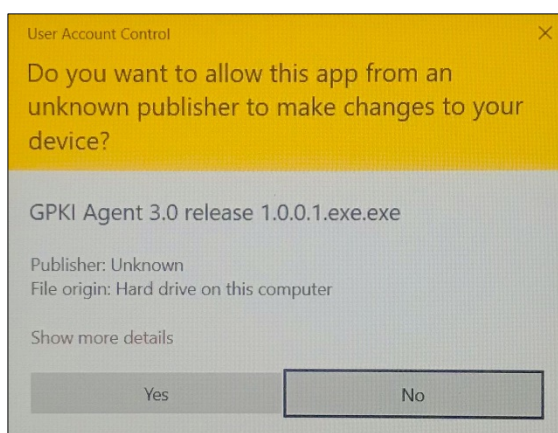 User Account Control
Do you want to allow this app from an
unknown publisher to make changes to your
device?
GPKI Agent 3.0 release 1.0.0.1.exe.exe
Publisher: Unknown
File origin: Hard drive on this computer
Show more details
Yes
No